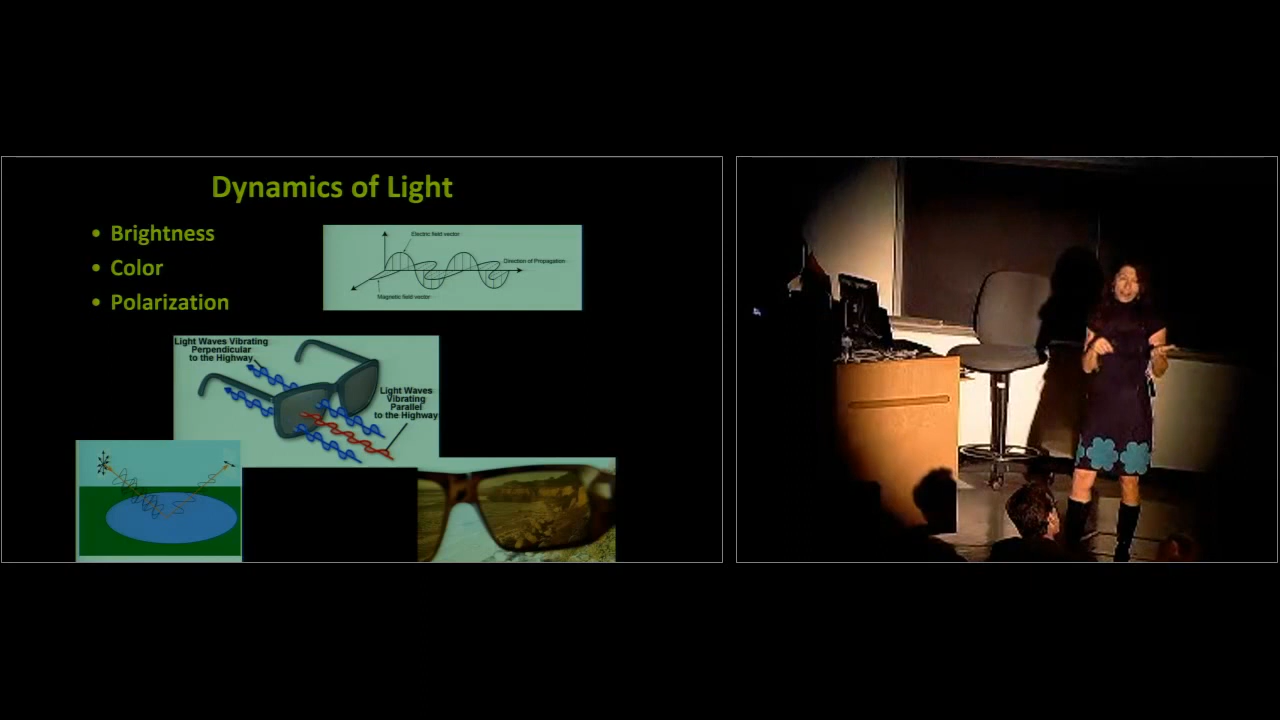 Dynamics of Light
• Brightness
• Color
• Polarization
Electric field vector
Direction of Propagation
Magnetic field vector
Light Waves Vibrating
Perpendicular
to the Highway
Light Waves
Vibrating
Parallel
to the Highway